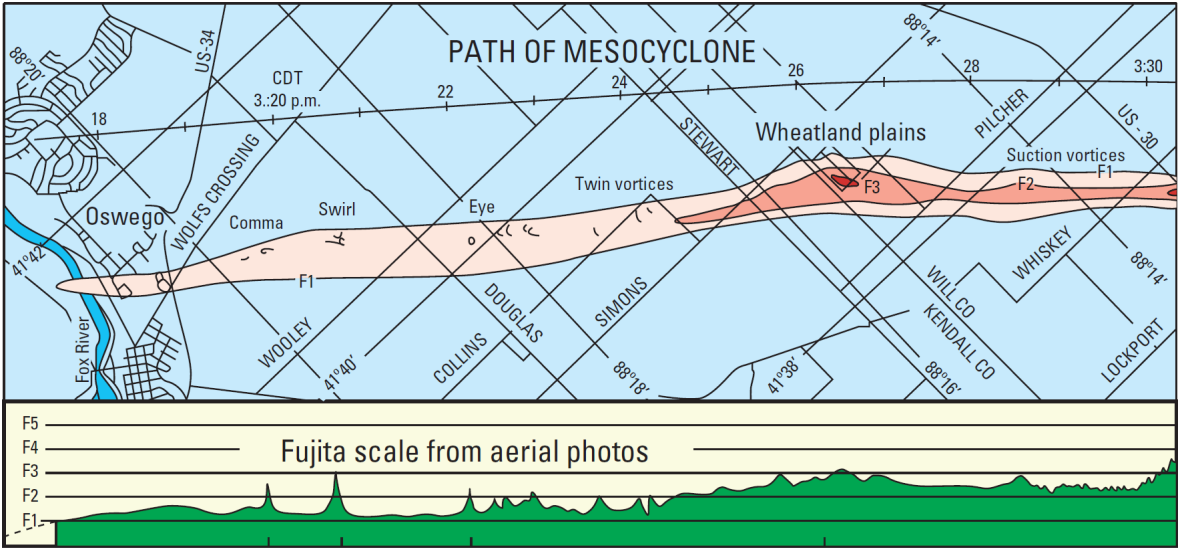 PATH OF MESOCYCLONE
88°20'
US-34
CDT
3.:20 p.m.
18
22
24
26
88°14'
28
3:30
PILCHER
US - 30
STEWART
Wheatland plains
Suction vortices
F1
F2
F3
Twin vortices
WOLFS CROSSING
Oswego
Comma
Swirl
Eye
41°42'
F1
Fox River
WOOLEY
41°40'
COLLINS
DOUGLAS
SIMONS
88°18'
41°38'
WILL CO
KENDALL CO
88°16'
WHISKEY
88°14'
LOCKPORT
F5
F4
F3
F2
F1
Fujita scale from aerial photos